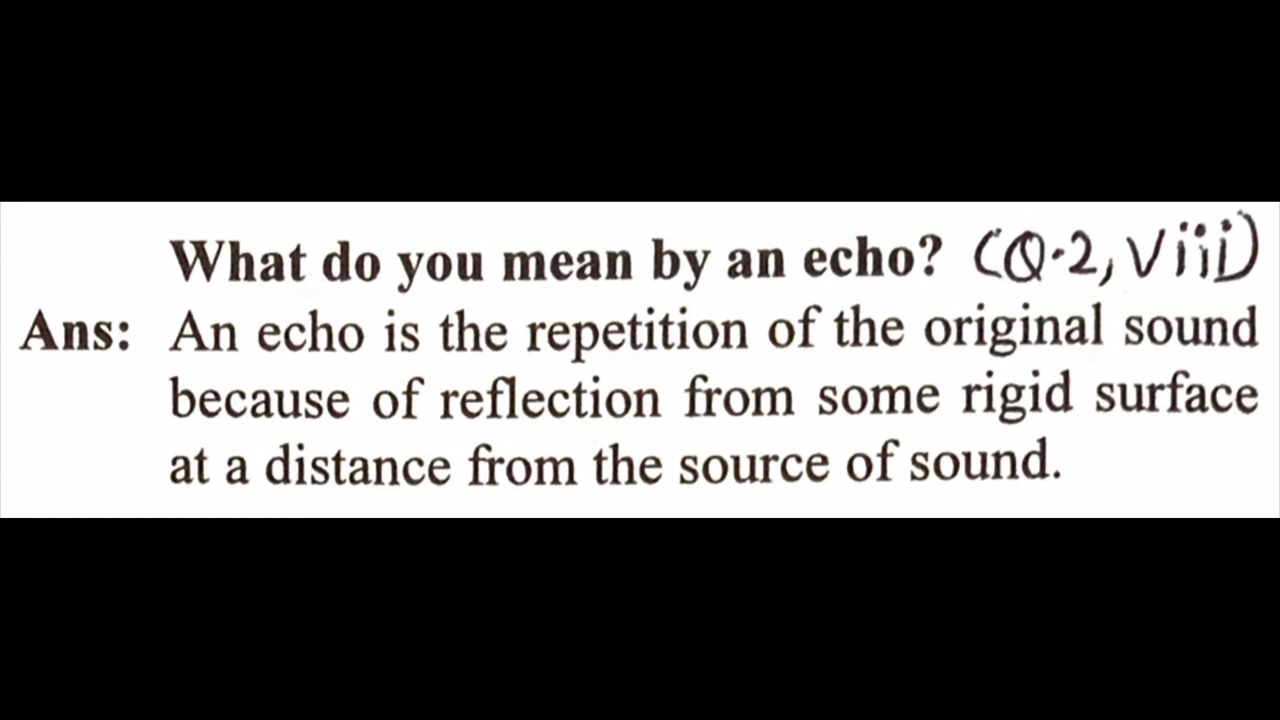 What do you mean by an echo? (Q.2, Viii)
Ans: An echo is the repetition of the original sound
because of reflection from some rigid surface
at a distance from the source of sound.